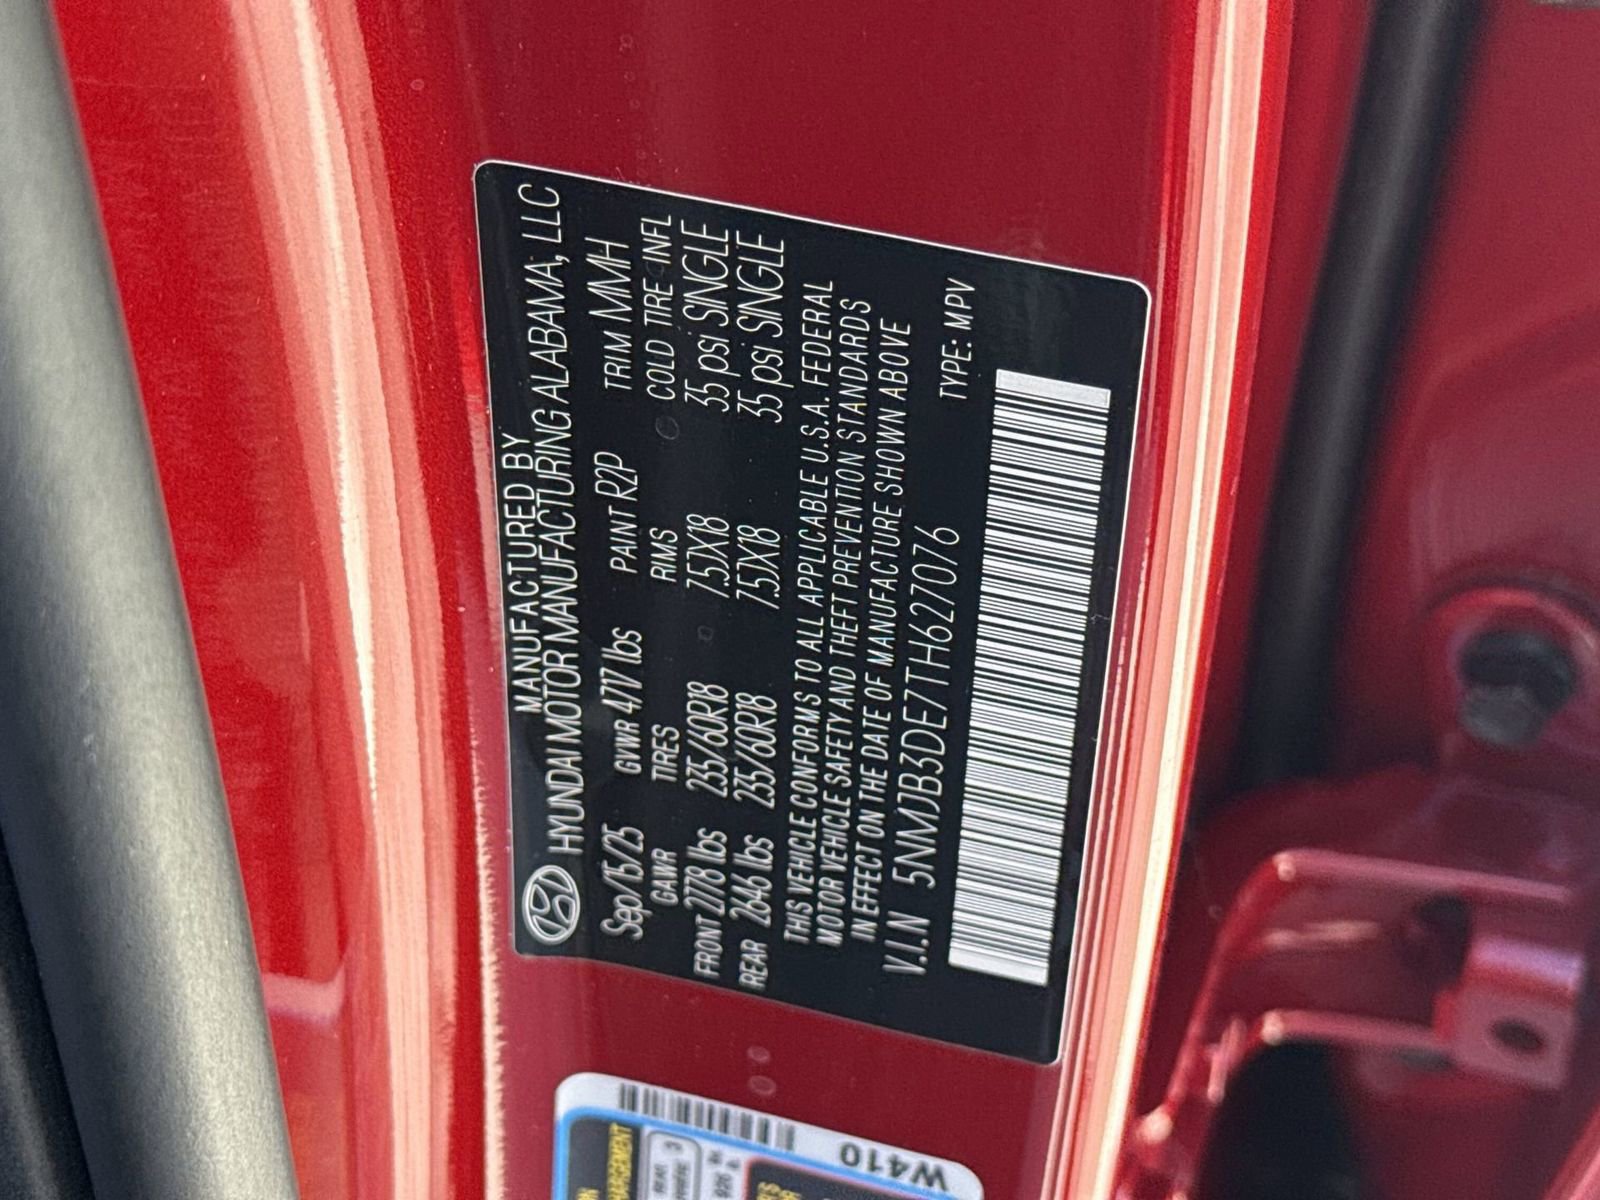 MANUFACTURED BY
HYUNDAI MOTOR MANUFACTURING ALABAMA, LLC
Sep/15/25 GVWR 4717 lbs PAINT R2P TRIM MMH
GAWR TIRES RIMS COLD TIRE INFL
FRONT 2778 lbs 235/60R18 7.5JX18 35 psi SINGLE
REAR 2646 lbs 235/60R18 7.5JX18 35 psi SINGLE
THIS VEHICLE CONFORMS TO ALL APPLICABLE U.S.A. FEDERAL
MOTOR VEHICLE SAFETY AND THEFT PREVENTION STANDARDS
IN EFFECT ON THE DATE OF MANUFACTURE SHOWN ABOVE
V.I.N 5NMJB3DE7TH627076 TYPE: MPV
W410